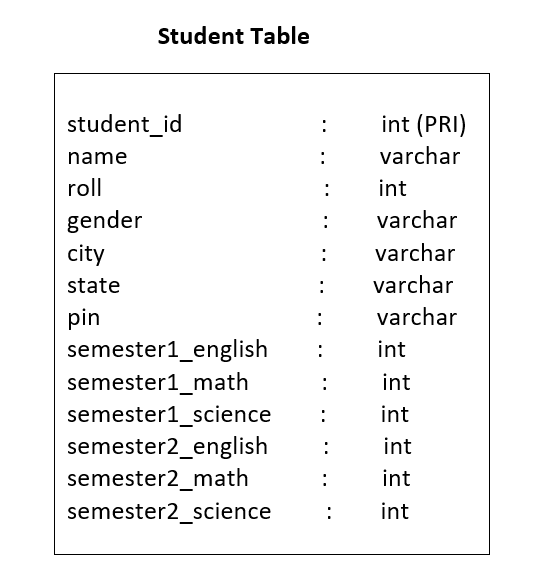 Student Table
student_id : int (PRI)
name : varchar
roll : int
gender : varchar
city : varchar
state : varchar
pin : varchar
semester1_english : int
semester1_math : int
semester1_science : int
semester2_english : int
semester2_math : int
semester2_science : int